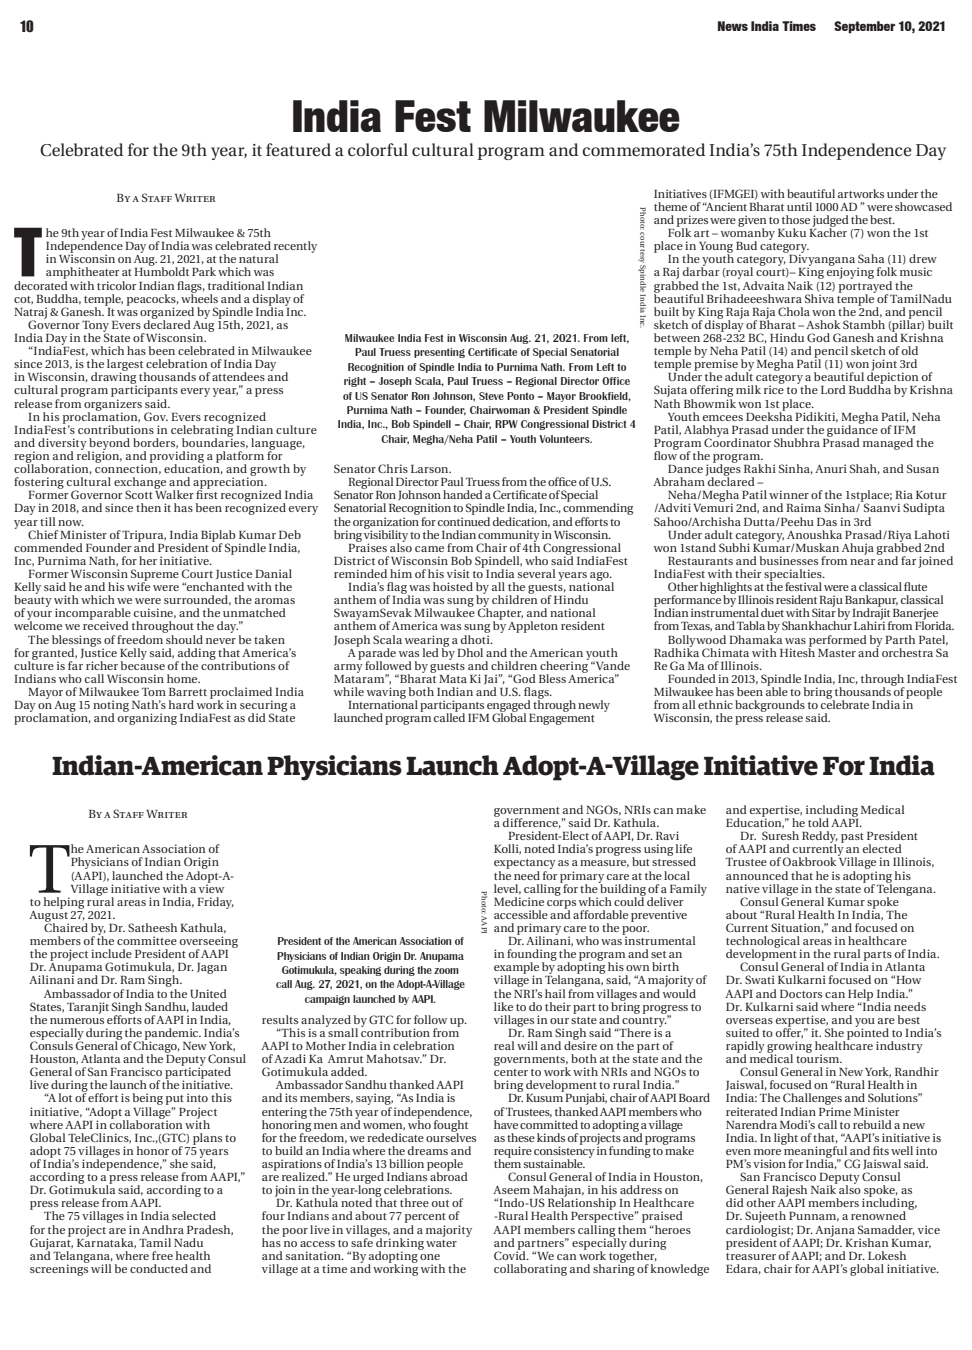 10
News India Times September 10, 2021
India Fest Milwaukee
Celebrated for the 9th year, it featured a colorful cultural program and commemorated India’s 75th Independence Day
By a Staff Writer
The 9th year of India Fest Milwaukee & 75th
Independence Day of India was celebrated recently
in Wisconsin on Aug. 21, 2021, at the natural
amphitheater at Humboldt Park which was
decorated with tricolor Indian flags, traditional Indian
cot, Buddha, temple, peacocks, wheels and a display of
Natraj & Ganesh. It was organized by Spindle India Inc.
Governor Tony Evers declared Aug 15th, 2021, as
India Day in the State of Wisconsin.
“IndiaFest, which has been celebrated in Milwaukee
since 2013, is the largest celebration of India Day
in Wisconsin, drawing thousands of attendees and
cultural program participants every year,” a press
release from organizers said.
In his proclamation, Gov. Evers recognized
IndiaFest’s contributions in celebrating Indian culture
and diversity beyond borders, boundaries, language,
region and religion, and providing a platform for
collaboration, connection, education, and growth by
fostering cultural exchange and appreciation.
Former Governor Scott Walker first recognized India
Day in 2018, and since then it has been recognized every
year till now.
Chief Minister of Tripura, India Biplab Kumar Deb
commended Founder and President of Spindle India,
Inc, Purnima Nath, for her initiative.
Former Wisconsin Supreme Court Justice Danial
Kelly said he and his wife were “enchanted with the
beauty with which we were surrounded, the aromas
of your incomparable cuisine, and the unmatched
welcome we received throughout the day.”
The blessings of freedom should never be taken
for granted, Justice Kelly said, adding that America’s
culture is far richer because of the contributions of
Indians who call Wisconsin home.
Mayor of Milwaukee Tom Barrett proclaimed India
Day on Aug 15 noting Nath’s hard work in securing a
proclamation, and organizing IndiaFest as did State
Photo: courtesy Spindle India Inc.
Milwaukee India Fest in Wisconsin Aug. 21, 2021. From left,
Paul Truess presenting Certificate of Special Senatorial
Recognition of Spindle India to Purnima Nath. From Left to
right – Joseph Scala, Paul Truess – Regional Director Office
of US Senator Ron Johnson, Steve Ponto – Mayor Brookfield,
Purnima Nath – Founder, Chairwoman & President Spindle
India, Inc., Bob Spindell – Chair, RPW Congressional District 4
Chair, Megha/Neha Patil – Youth Volunteers.
Senator Chris Larson.
Regional Director Paul Truess from the office of U.S.
Senator Ron Johnson handed a Certificate of Special
Senatorial Recognition to Spindle India, Inc., commending
the organization for continued dedication, and efforts to
bring visibility to the Indian community in Wisconsin.
Praises also came from Chair of 4th Congressional
District of Wisconsin Bob Spindell, who said IndiaFest
reminded him of his visit to India several years ago.
India’s flag was hoisted by all the guests, national
anthem of India was sung by children of Hindu
SwayamSevak Milwaukee Chapter, and national
anthem of America was sung by Appleton resident
Joseph Scala wearing a dhoti.
A parade was led by Dhol and the American youth
army followed by guests and children cheering “Vande
Mataram”, “Bharat Mata Ki Jai”, “God Bless America”
while waving both Indian and U.S. flags.
International participants engaged through newly
launched program called IFM Global Engagement
Initiatives (IFMGEI) with beautiful artworks under the
theme of “Ancient Bharat until 1000 AD ” were showcased
and prizes were given to those judged the best.
Folk art – womanby Kuku Kacher (7) won the 1st
place in Young Bud category.
In the youth category, Divyangana Saha (11) drew
a Raj darbar (royal court)– King enjoying folk music
grabbed the 1st, Advaita Naik (12) portrayed the
beautiful Brihadeeeshwara Shiva temple of TamilNadu
built by King Raja Raja Chola won the 2nd, and pencil
sketch of display of Bharat – Ashok Stambh (pillar) built
between 268-232 BC, Hindu God Ganesh and Krishna
temple by Neha Patil (14) and pencil sketch of old
temple premise by Megha Patil (11) won joint 3rd
Under the adult category a beautiful depiction of
Sujata offering milk rice to the Lord Buddha by Krishna
Nath Bhowmik won 1st place.
Youth emcees Deeksha Pidikiti, Megha Patil, Neha
Patil, Alabhya Prasad under the guidance of IFM
Program Coordinator Shubhra Prasad managed the
flow of the program.
Dance judges Rakhi Sinha, Anuri Shah, and Susan
Abraham declared –
Neha/Megha Patil winner of the 1stplace; Ria Kotur
/Adviti Vemuri 2nd, and Raima Sinha/ Saanvi Sudipta
Sahoo/Archisha Dutta/Peehu Das in 3rd
Under adult category, Anoushka Prasad/Riya Lahoti
won 1stand Subhi Kumar/Muskan Ahuja grabbed 2nd
Restaurants and businesses from near and far joined
IndiaFest with their specialties.
Other highlights at the festival were a classical flute
performance by Illinois resident Raju Bankapur, classical
Indian instrumental duet with Sitar by Indrajit Banerjee
from Texas, and Tabla by Shankhachur Lahiri from Florida.
Bollywood Dhamaka was performed by Parth Patel,
Radhika Chimata with Hitesh Master and orchestra Sa
Re Ga Ma of Illinois.
Founded in 2013, Spindle India, Inc, through IndiaFest
Milwaukee has been able to bring thousands of people
from all ethnic backgrounds to celebrate India in
Wisconsin, the press release said.
Indian-American Physicians Launch Adopt-A-Village Initiative For India
By a Staff Writer
The American Association of
Physicians of Indian Origin
(AAPI), launched the Adopt-A-
Village initiative with a view
to helping rural areas in India, Friday,
August 27, 2021.
Chaired by, Dr. Satheesh Kathula,
members of the committee overseeing
the project include President of AAPI
Dr. Anupama Gotimukula, Dr. Jagan
Ailinani and Dr. Ram Singh.
Ambassador of India to the United
States, Taranjit Singh Sandhu, lauded
the numerous efforts of AAPI in India,
especially during the pandemic. India’s
Consuls General of Chicago, New York,
Houston, Atlanta and the Deputy Consul
General of San Francisco participated
live during the launch of the initiative.
“A lot of effort is being put into this
initiative, “Adopt a Village” Project
where AAPI in collaboration with
Global TeleClinics, Inc.,(GTC) plans to
adopt 75 villages in honor of 75 years
of India’s independence,” she said,
according to a press release from AAPI,”
Dr. Gotimukula said, according to a
press release from AAPI.
The 75 villages in India selected
for the project are in Andhra Pradesh,
Gujarat, Karnataka, Tamil Nadu
and Telangana, where free health
screenings will be conducted and
Photo: AAPI
President of the American Association of
Physicians of Indian Origin Dr. Anupama
Gotimukula, speaking during the zoom
call Aug. 27, 2021, on the Adopt-A-Village
campaign launched by AAPI.
results analyzed by GTC for follow up.
“This is a small contribution from
AAPI to Mother India in celebration
of Azadi Ka Amrut Mahotsav.” Dr.
Gotimukula added.
Ambassador Sandhu thanked AAPI
and its members, saying, “As India is
entering the 75th year of independence,
honoring men and women, who fought
for the freedom, we rededicate ourselves
to build an India where the dreams and
aspirations of India’s 13 billion people
are realized.” He urged Indians abroad
to join in the year-long celebrations.
Dr. Kathula noted that three out of
four Indians and about 77 percent of
the poor live in villages, and a majority
has no access to safe drinking water
and sanitation. “By adopting one
village at a time and working with the
government and NGOs, NRIs can make
a difference,” said Dr. Kathula.
President-Elect of AAPI, Dr. Ravi
Kolli, noted India’s progress using life
expectancy as a measure, but stressed
the need for primary care at the local
level, calling for the building of a Family
Medicine corps which could deliver
accessible and affordable preventive
and primary care to the poor.
Dr. Ailinani, who was instrumental
in founding the program and set an
example by adopting his own birth
village in Telangana, said, “A majority of
the NRI’s hail from villages and would
like to do their part to bring progress to
villages in our state and country.”
Dr. Ram Singh said “There is a
real will and desire on the part of
governments, both at the state and the
center to work with NRIs and NGOs to
bring development to rural India.”
Dr. Kusum Punjabi, chair of AAPI Board
of Trustees, thanked AAPI members who
have committed to adopting a village
as these kinds of projects and programs
require consistency in funding to make
them sustainable.
Consul General of India in Houston,
Aseem Mahajan, in his address on
“Indo-US Relationship In Healthcare
-Rural Health Perspective” praised
AAPI members calling them “heroes
and partners” especially during
Covid. “We can work together,
collaborating and sharing of knowledge
and expertise, including Medical
Education,” he told AAPI.
Dr. Suresh Reddy, past President
of AAPI and currently an elected
Trustee of Oakbrook Village in Illinois,
announced that he is adopting his
native village in the state of Telengana.
Consul General Kumar spoke
about “Rural Health In India, The
Current Situation,” and focused on
technological areas in healthcare
development in the rural parts of India.
Consul General of India in Atlanta
Dr. Swati Kulkarni focused on “How
AAPI and Doctors can Help India.”
Dr. Kulkarni said where “India needs
overseas expertise, and you are best
suited to offer,” it. She pointed to India’s
rapidly growing healthcare industry
and medical tourism.
Consul General in New York, Randhir
Jaiswal, focused on “Rural Health in
India: The Challenges and Solutions”
reiterated Indian Prime Minister
Narendra Modi’s call to rebuild a new
India. In light of that, “AAPI’s initiative is
even more meaningful and fits well into
PM’s vision for India,” CG Jaiswal said.
San Francisco Deputy Consul
General Rajesh Naik also spoke, as
did other AAPI members including,
Dr. Sujeeth Punnam, a renowned
cardiologist; Dr. Anjana Samadder, vice
president of AAPI; Dr. Krishan Kumar,
treasurer of AAPI; and Dr. Lokesh
Edara, chair for AAPI’s global initiative.